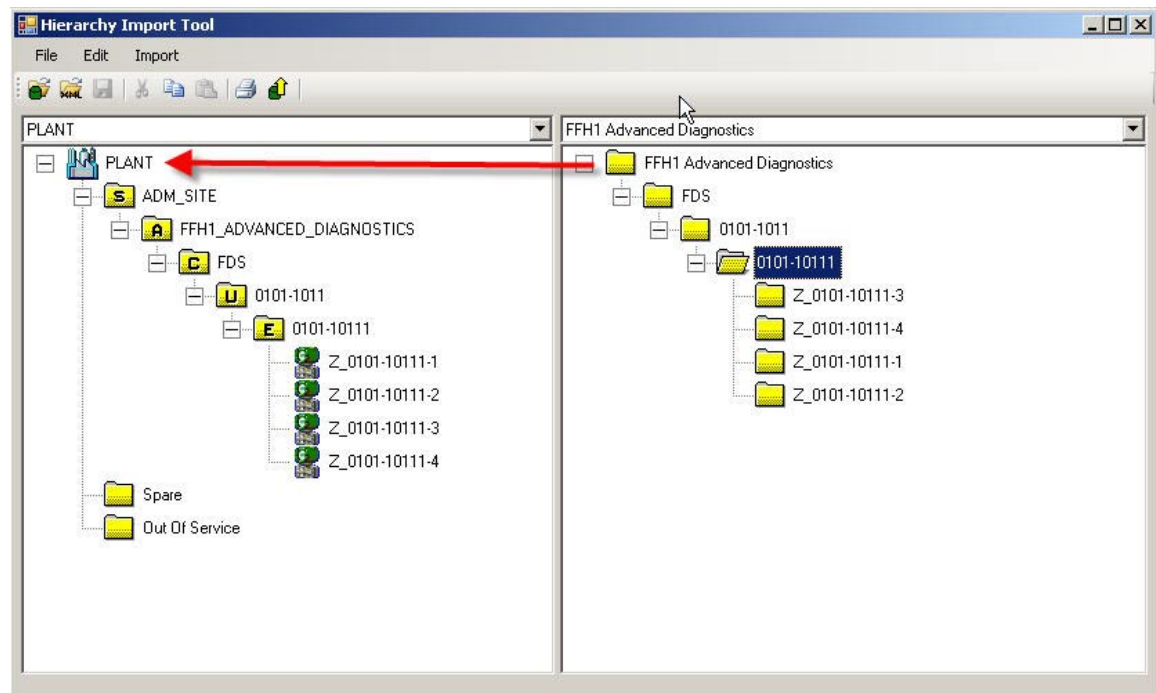 Hierarchy Import Tool
File Edit Import
XML
PLANT
FFH1 Advanced Diagnostics
PLANT
S ADM_SITE
A FFH1_ADVANCED_DIAGNOSTICS
C FDS
U 0101-1011
E 0101-10111
Z_0101-10111-1
Z_0101-10111-2
Z_0101-10111-3
Z_0101-10111-4
Spare
Out Of Service
FFH1 Advanced Diagnostics
FDS
0101-1011
0101-10111
Z_0101-10111-3
Z_0101-10111-4
Z_0101-10111-1
Z_0101-10111-2